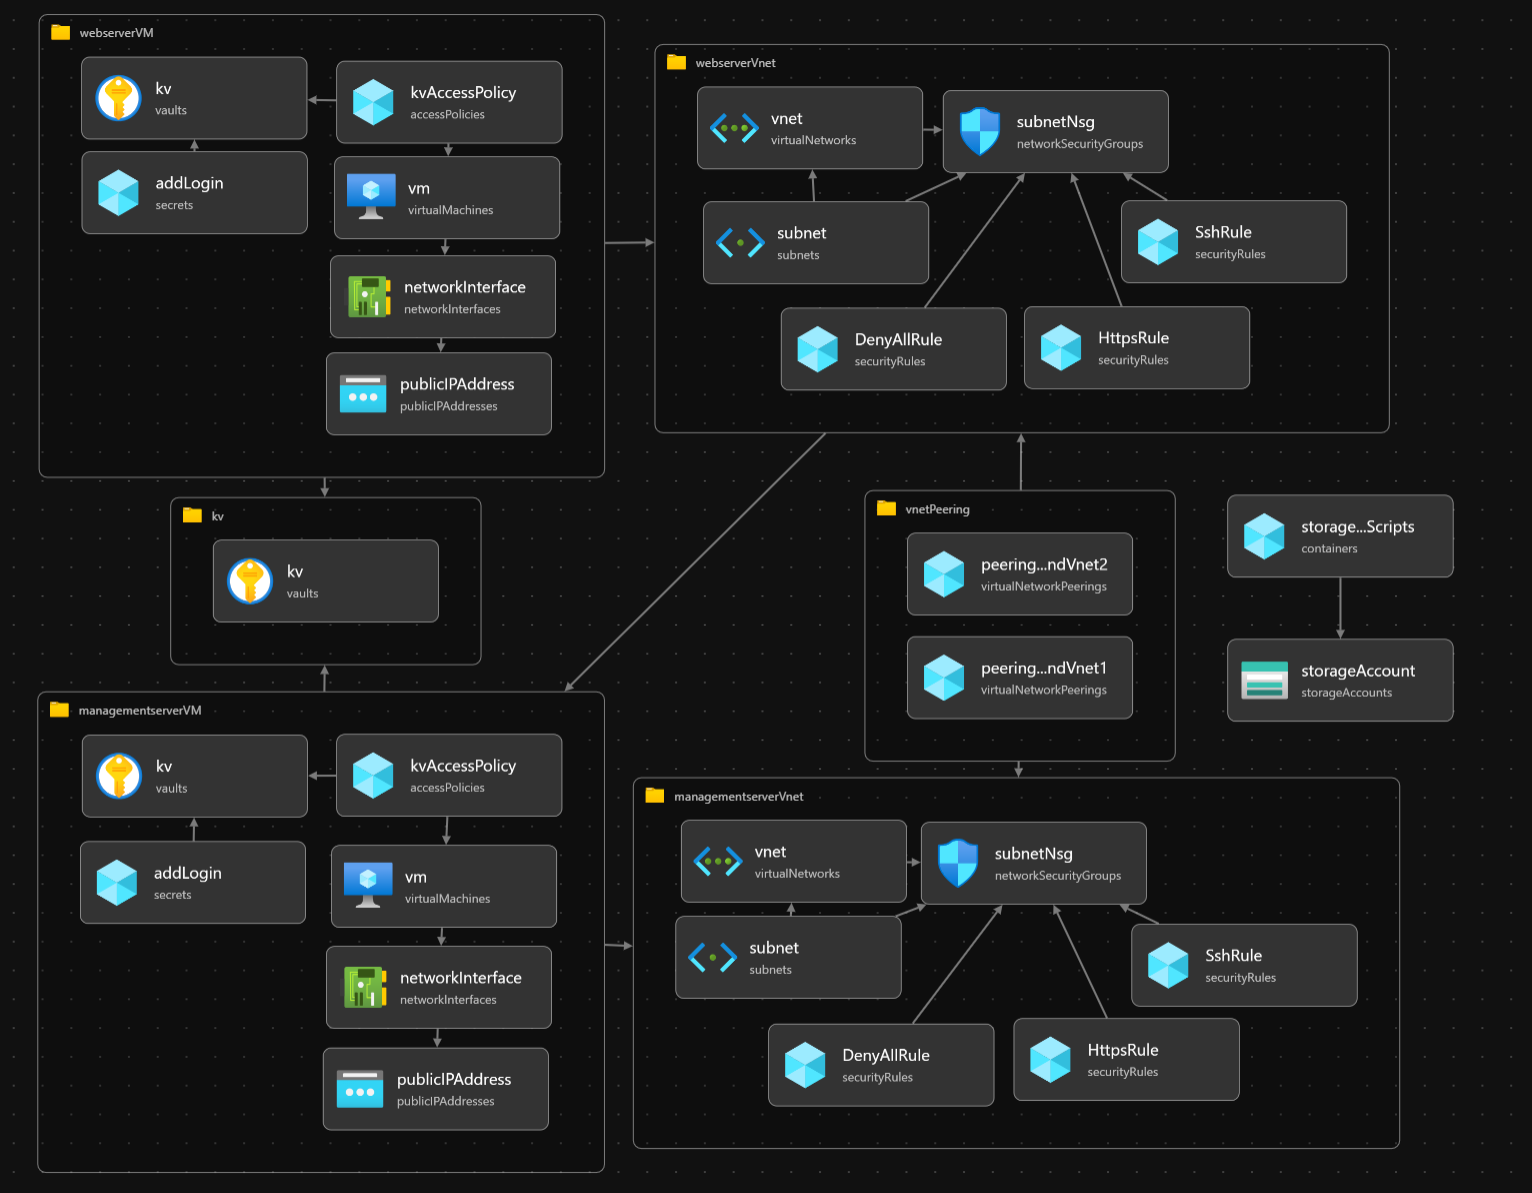 webserverVM
kv
vaults
kvAccessPolicy
accessPolicies
addLogin
secrets
vm
virtualMachines
networkInterface
networkInterfaces
publicIPAddress
publicIPAddresses
webserverVnet
vnet
virtualNetworks
subnetNsg
networkSecurityGroups
subnet
subnets
SshRule
securityRules
DenyAllRule
securityRules
HttpsRule
securityRules
kv
kv
vaults
vnetPeering
peering...ndVnet2
virtualNetworkPeerings
peering...ndVnet1
virtualNetworkPeerings
storage...Scripts
containers
storageAccount
storageAccounts
managementserverVM
kv
vaults
kvAccessPolicy
accessPolicies
addLogin
secrets
vm
virtualMachines
networkInterface
networkInterfaces
publicIPAddress
publicIPAddresses
managementserverVnet
vnet
virtualNetworks
subnetNsg
networkSecurityGroups
subnet
subnets
SshRule
securityRules
DenyAllRule
securityRules
HttpsRule
securityRules